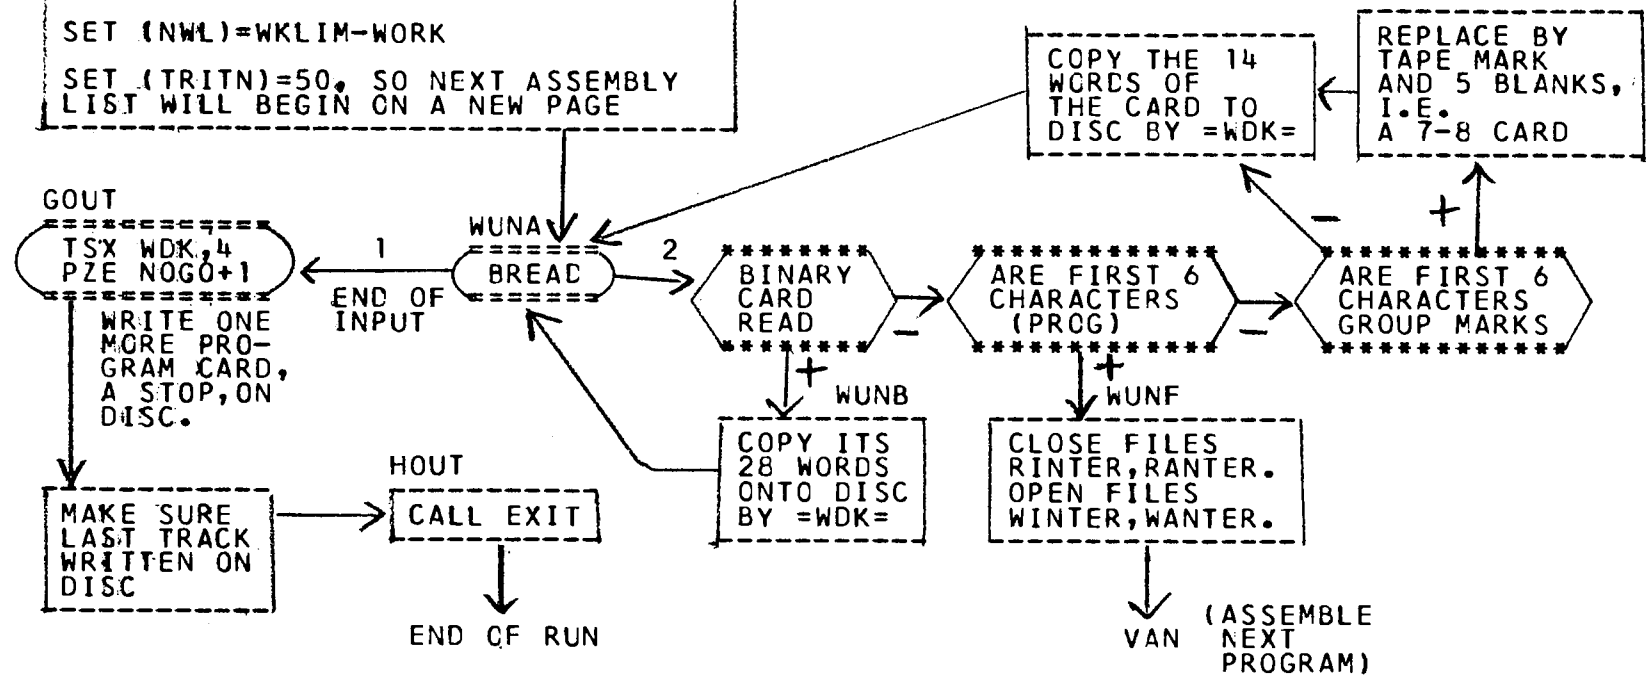 SET (NWL)=WKLIM-WORK
SET (TRITN)=50, SO NEXT ASSEMBLY
LIST WILL BEGIN ON A NEW PAGE
COPY THE 14
WORDS OF
THE CARD TO
DISC BY =WDK=
REPLACE BY
TAPE MARK
AND 5 BLANKS,
I.E.
A 7-8 CARD
GOUT
TSX WDK,4
PZE NOGO+1
WRITE ONE
MORE PRO-
GRAM CARD,
A STOP,ON
DISC.
1
END OF
INPUT
WUNA
BREAD
2
BINARY
CARD
READ
-
ARE FIRST 6
CHARACTERS
(PROG)
-
ARE FIRST 6
CHARACTERS
GROUP MARKS
-
+
+
WUNB
COPY ITS
28 WORDS
ONTO DISC
BY =WDK=
+
WUNF
CLOSE FILES
RINTER,RANTER.
OPEN FILES
WINTER,WANTER.
MAKE SURE
LAST TRACK
WRITTEN ON
DISC
HOUT
CALL EXIT
END OF RUN
VAN
(ASSEMBLE
NEXT
PROGRAM)